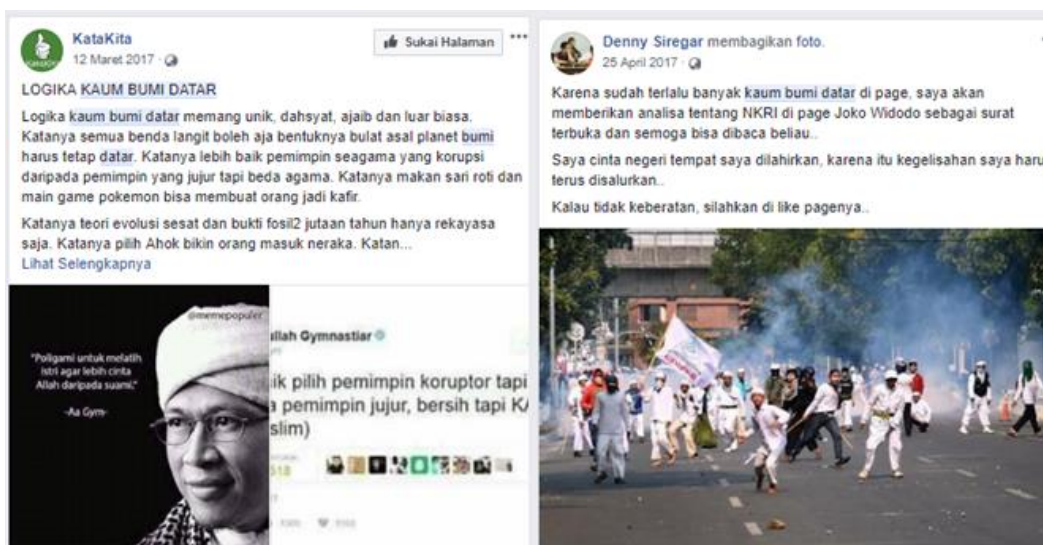 KataKita
12 Maret 2017
Sukai Halaman
LOGIKA KAUM BUMI DATAR
Logika kaum bumi datar memang unik, dahsyat, ajaib dan luar biasa.
Katanya semua benda langit boleh aja bentuknya bulat asal planet bumi
harus tetap datar. Katanya lebih baik pemimpin seagama yang korupsi
daripada pemimpin yang jujur tapi beda agama. Katanya makan sari roti dan
main game pokemon bisa membuat orang jadi kafir.
Katanya teori evolusi sesat dan bukti fosil2 jutaan tahun hanya rekayasa
saja. Katanya pilih Ahok bikin orang masuk neraka. Katan...
Lihat Selengkapnya
@memepopuler
"Poligami untuk melatih
istri agar lebih cinta
Allah daripada suami,"
-Aa Gym-
ullah Gymnastiar
ik pilih pemimpin koruptor tapi
a pemimpin jujur, bersih tapi KA
slim)
518
Denny Siregar membagikan foto.
25 April 2017
Karena sudah terlalu banyak kaum bumi datar di page, saya akan
memberikan analisa tentang NKRI di page Joko Widodo sebagai surat
terbuka dan semoga bisa dibaca beliau..
Saya cinta negeri tempat saya dilahirkan, karena itu kegelisahan saya haru
terus disalurkan..
Kalau tidak keberatan, silahkan di like pagenya..